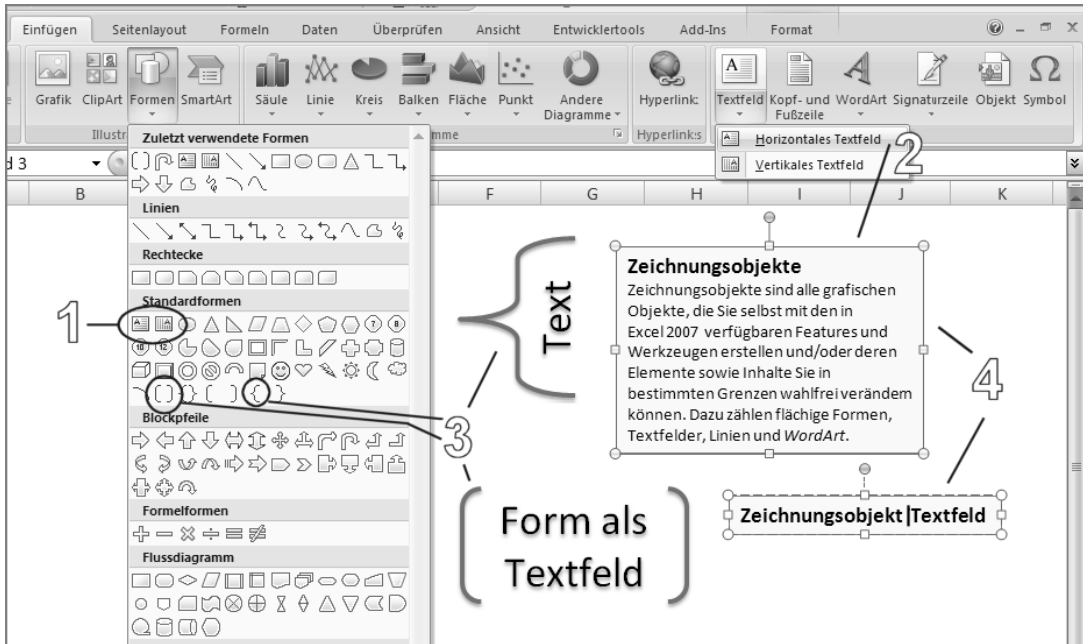 Einfügen Seitenlayout Formeln Daten Überprüfen Ansicht Entwicklertools Add-Ins Format
Grafik ClipArt Formen SmartArt Säule Linie Kreis Balken Fläche Punkt Andere Diagramme Hyperlink Textfeld Kopf- und Fußzeile WordArt Signaturzeile Objekt Symbol
Illustr mme Hyperlinks
Horizontales Textfeld
Vertikales Textfeld
d 3
B F G H I J K
Zuletzt verwendete Formen
Linien
Rechtecke
Standardformen
Blockpfeile
Formelformen
Flussdiagramm
1
2
3
4
Text
Zeichnungsobjekte
Zeichnungsobjekte sind alle grafischen
Objekte, die Sie selbst mit den in
Excel 2007 verfügbaren Features und
Werkzeugen erstellen und/oder deren
Elemente sowie Inhalte Sie in
bestimmten Grenzen wahlfrei verändern
können. Dazu zählen flächige Formen,
Textfelder, Linien und WordArt.
Form als
Textfeld
Zeichnungsobjekt Textfeld